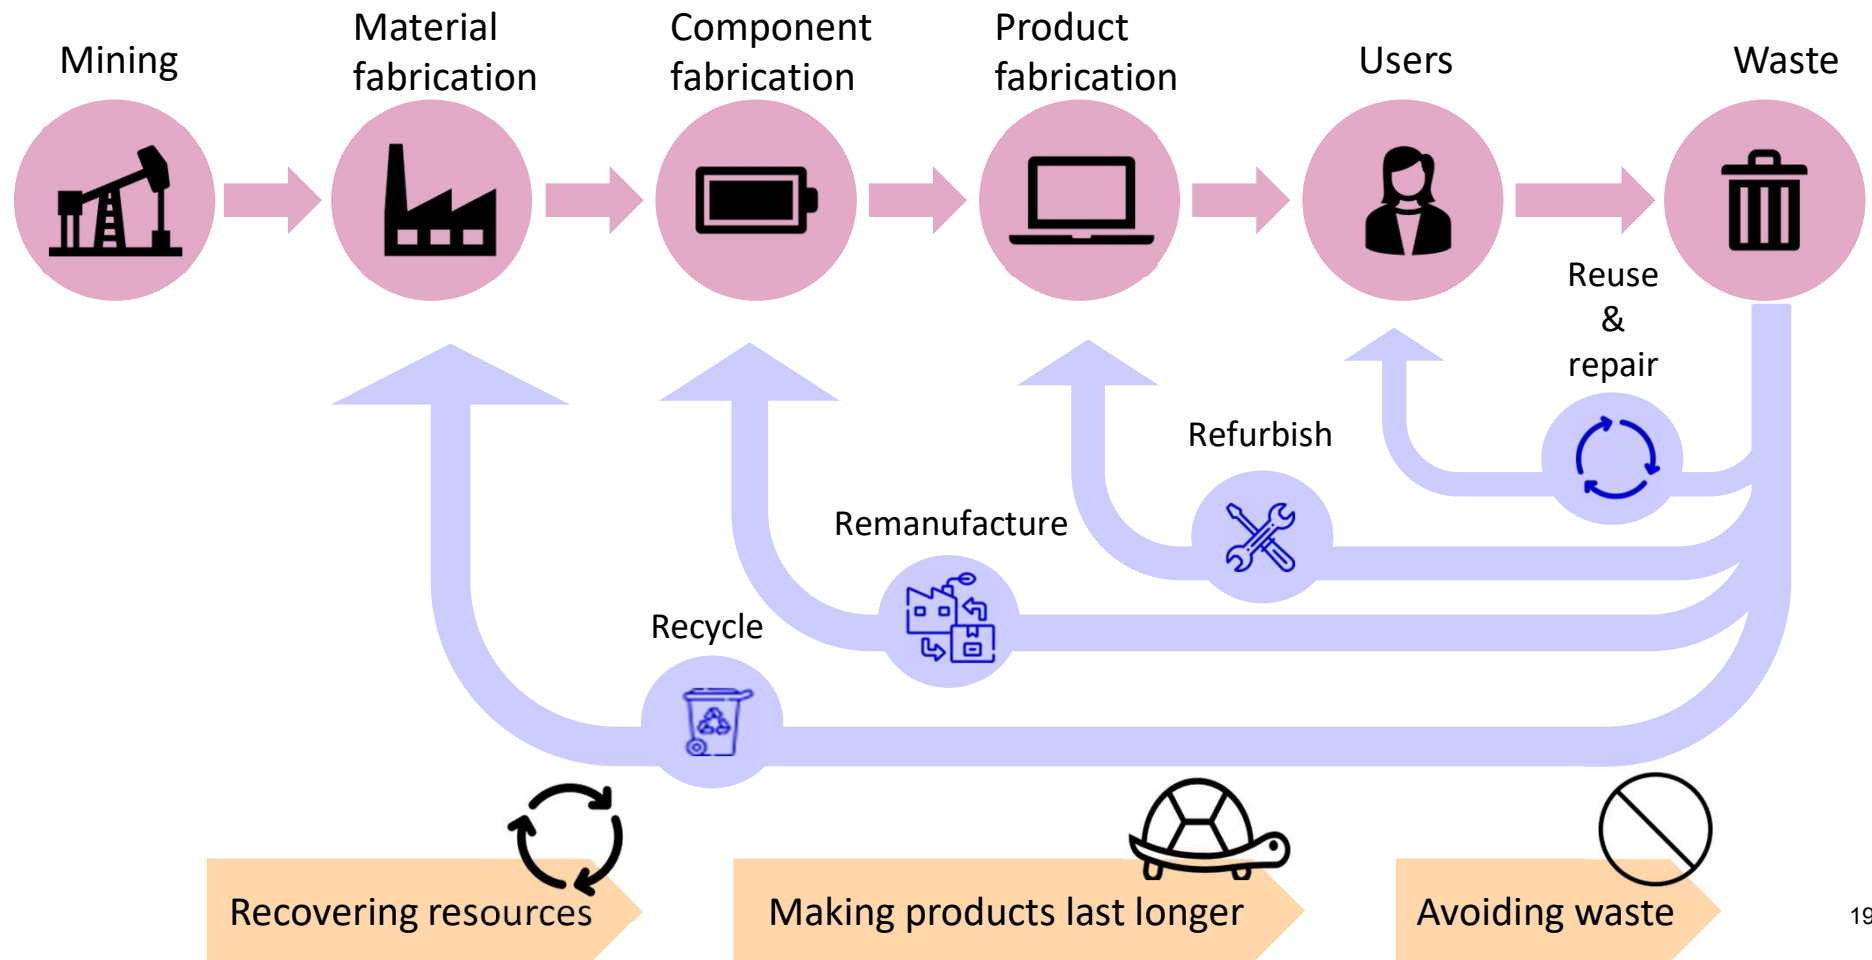 Mining
Material
fabrication
Component
fabrication
Product
fabrication
Users
Waste
Reuse
&
repair
Refurbish
Remanufacture
Recycle
Recovering resources
Making products last longer
Avoiding waste
19